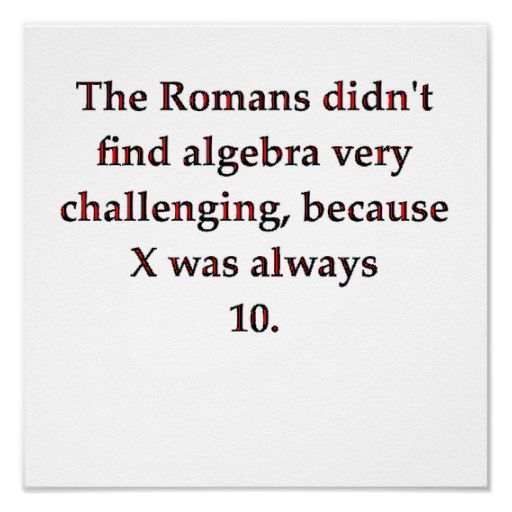 The Romans didn't
find algebra very
challenging, because
X was always
10.